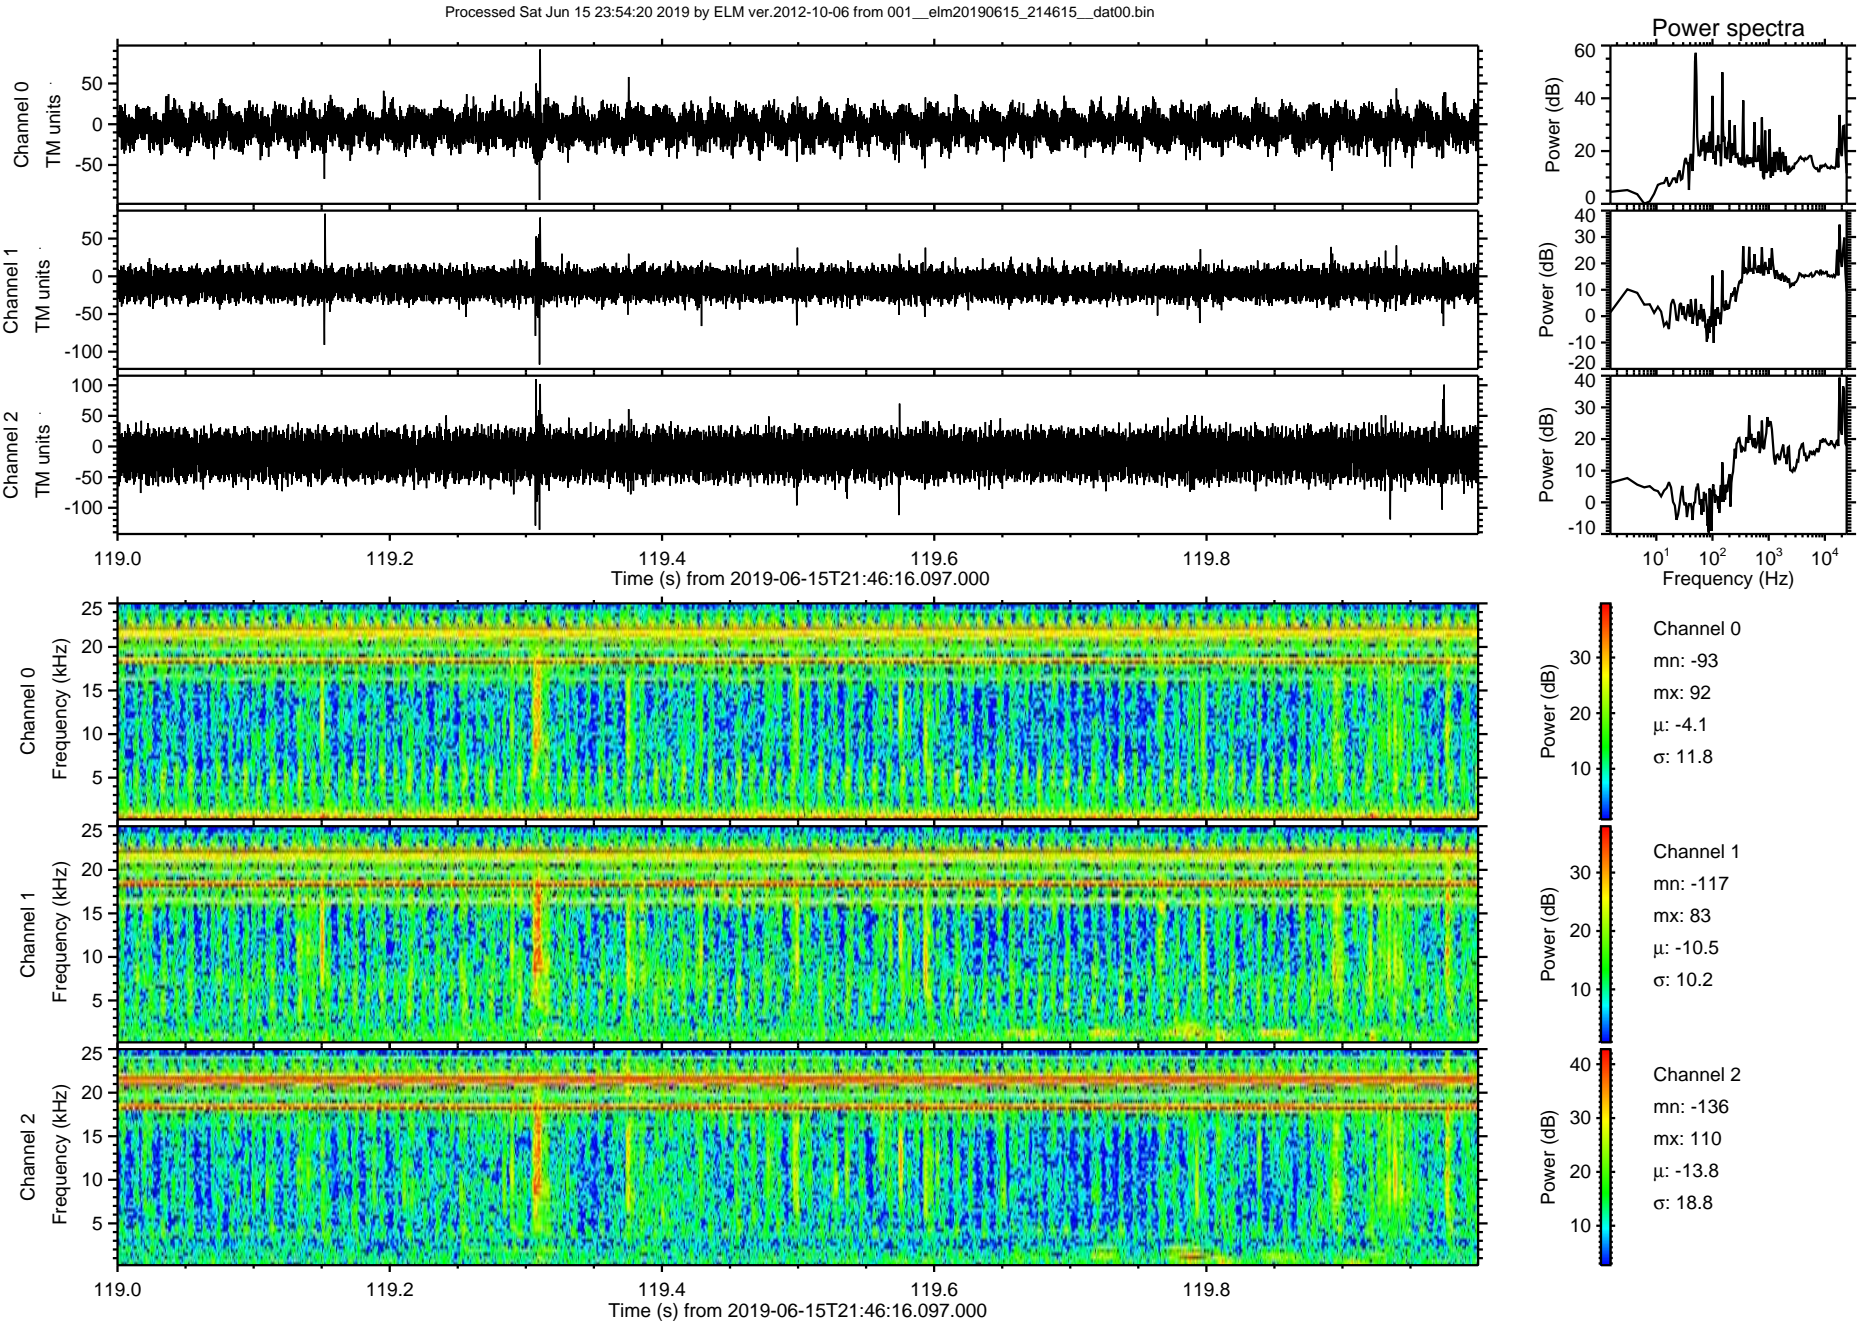 Processed Sat Jun 15 23:54:20 2019 by ELM ver.2012-10-06 from 001__elm20190615_214615__dat00.bin
Power spectra
Channel 0
TM units
50
0
-50
Power (dB)
60
40
20
0
Channel 1
TM units
50
0
-50
-100
Power (dB)
40
30
20
10
0
-10
-20
Channel 2
TM units
100
50
0
-50
-100
Power (dB)
40
30
20
10
0
-10
119.0 119.2 119.4 119.6 119.8
Time (s) from 2019-06-15T21:46:16.097.000
10^1 10^2 10^3 10^4
Frequency (Hz)
Channel 0
Frequency (kHz)
25
20
15
10
5
Power (dB)
30
20
10
Channel 0
mn: -93
mx: 92
μ: -4.1
σ: 11.8
Channel 1
Frequency (kHz)
25
20
15
10
5
Power (dB)
30
20
10
Channel 1
mn: -117
mx: 83
μ: -10.5
σ: 10.2
Channel 2
Frequency (kHz)
25
20
15
10
5
Power (dB)
40
30
20
10
Channel 2
mn: -136
mx: 110
μ: -13.8
σ: 18.8
119.0 119.2 119.4 119.6 119.8
Time (s) from 2019-06-15T21:46:16.097.000